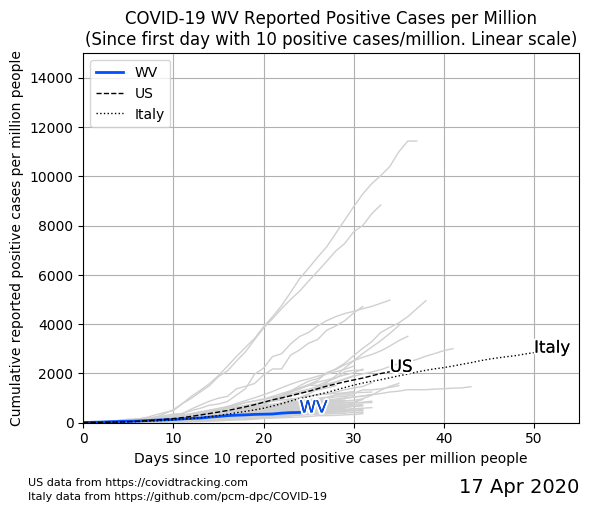 COVID-19 WV Reported Positive Cases per Million
(Since first day with 10 positive cases/million. Linear scale)
Cumulative reported positive cases per million people
14000
12000
10000
8000
6000
4000
2000
0
WV
US
Italy
Italy
US
WV
0 10 20 30 40 50
Days since 10 reported positive cases per million people
US data from https://covidtracking.com
Italy data from https://github.com/pcm-dpc/COVID-19
17 Apr 2020